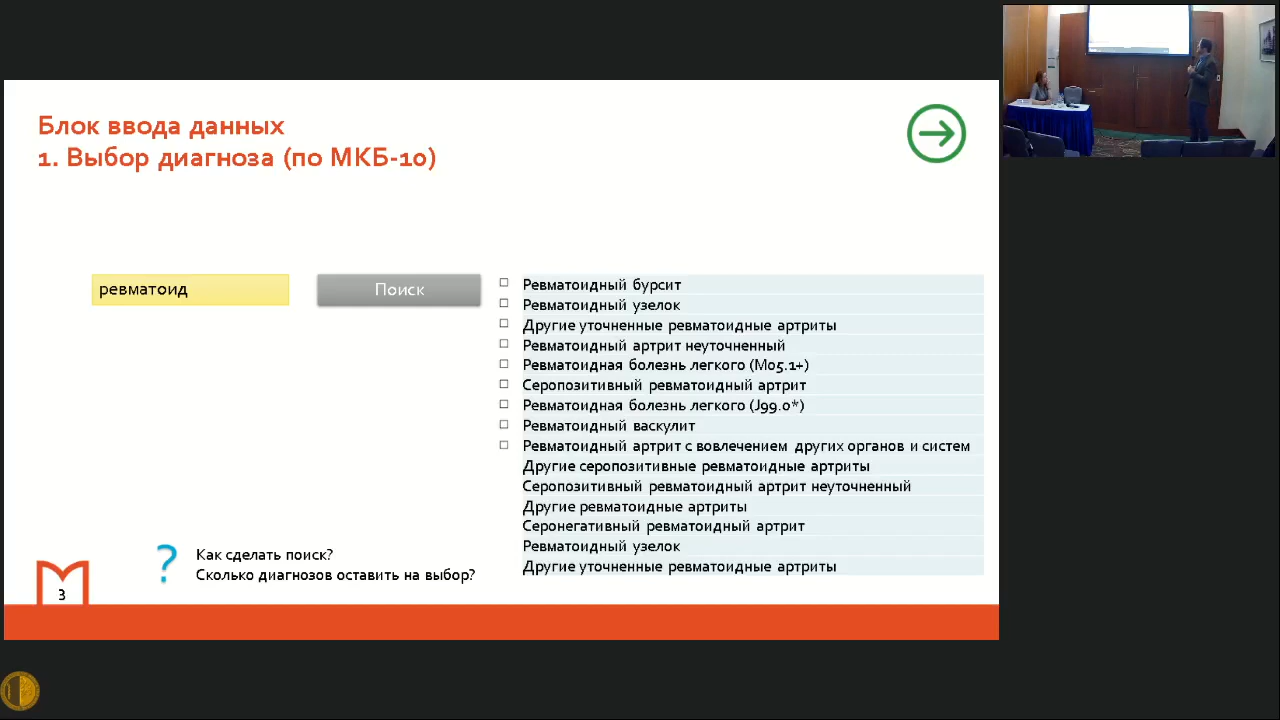 Блок ввода данных
1. Выбор диагноза (по МКБ-10)
ревматоид
Поиск
Ревматоидный бурсит
Ревматоидный узелок
Другие уточненные ревматоидные артриты
Ревматоидный артрит неуточненный
Ревматоидная болезнь легкого (M05.1+)
Серопозитивный ревматоидный артрит
Ревматоидная болезнь легкого (J99.0*)
Ревматоидный васкулит
Ревматоидный артрит с вовлечением других органов и систем
Другие серопозитивные ревматоидные артриты
Серопозитивный ревматоидный артрит неуточненный
Другие ревматоидные артриты
Серонегативный ревматоидный артрит
Ревматоидный узелок
Другие уточненные ревматоидные артриты
?
Как сделать поиск?
Сколько диагнозов оставить на выбор?
3